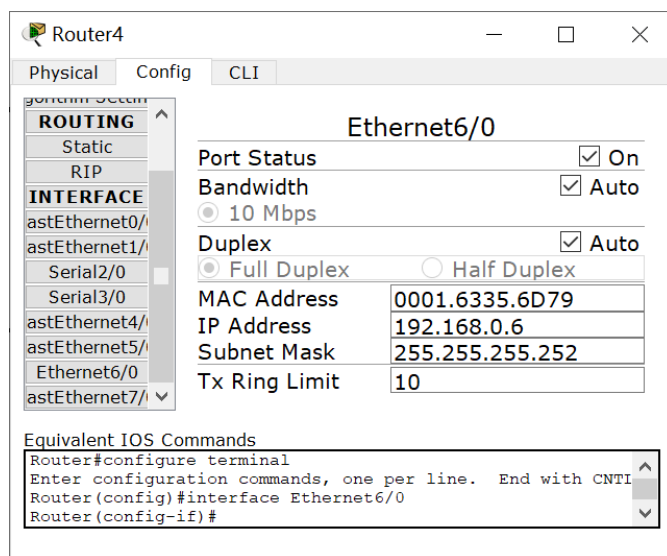 Router4
Physical Config CLI
ROUTING
Static
RIP
INTERFACE
astEthernet0/
astEthernet1/
Serial2/0
Serial3/0
astEthernet4/
astEthernet5/
Ethernet6/0
astEthernet7/
Ethernet6/0
Port Status On
Bandwidth Auto
10 Mbps
Duplex Auto
Full Duplex Half Duplex
MAC Address 0001.6335.6D79
IP Address 192.168.0.6
Subnet Mask 255.255.255.252
Tx Ring Limit 10
Equivalent IOS Commands
Router#configure terminal
Enter configuration commands, one per line. End with CNTL
Router(config)#interface Ethernet6/0
Router(config-if)#